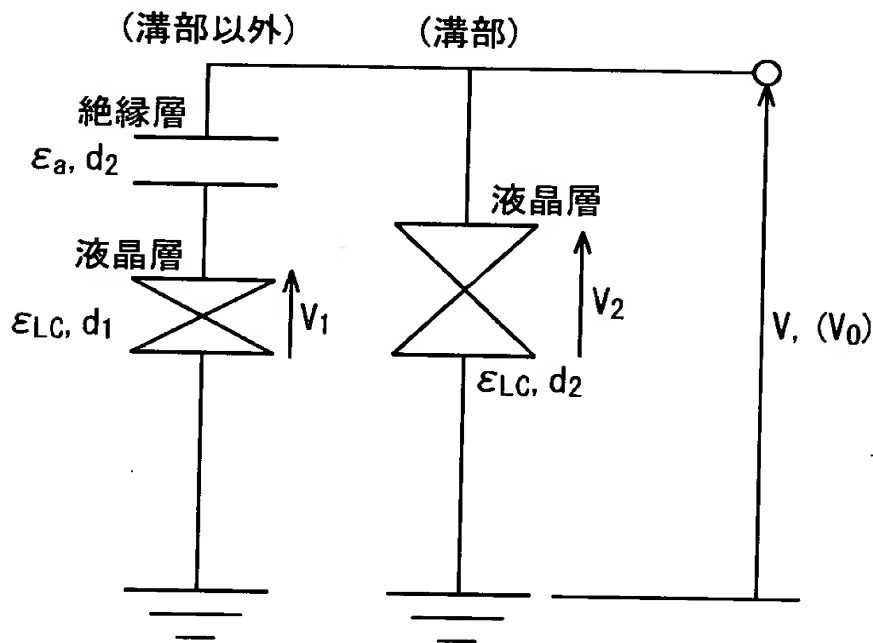 (溝部以外)
(溝部)
絶縁層
εa, d2
液晶層
εLC, d1
V1
液晶層
V2
εLC, d2
V, (V0)